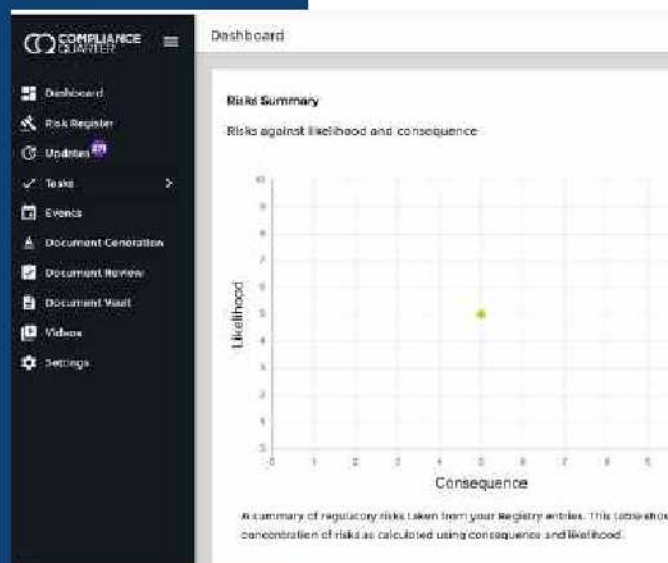 COMPLIANCE
QUARTER
Dashboard
Dashboard
Risk Register
Updates
Tasks
Events
Document Generation
Document Review
Document Vault
Videos
Settings
Risks Summary
Risks against likelihood and consequence
10
9
8
7
6
5
4
3
2
1
0
Likelihood
0 1 2 3 4 5 6 7 8 9
Consequence
A summary of regulatory risks taken from your Registry entries. This table show
concentration of risks as calculated using consequence and likelihood.